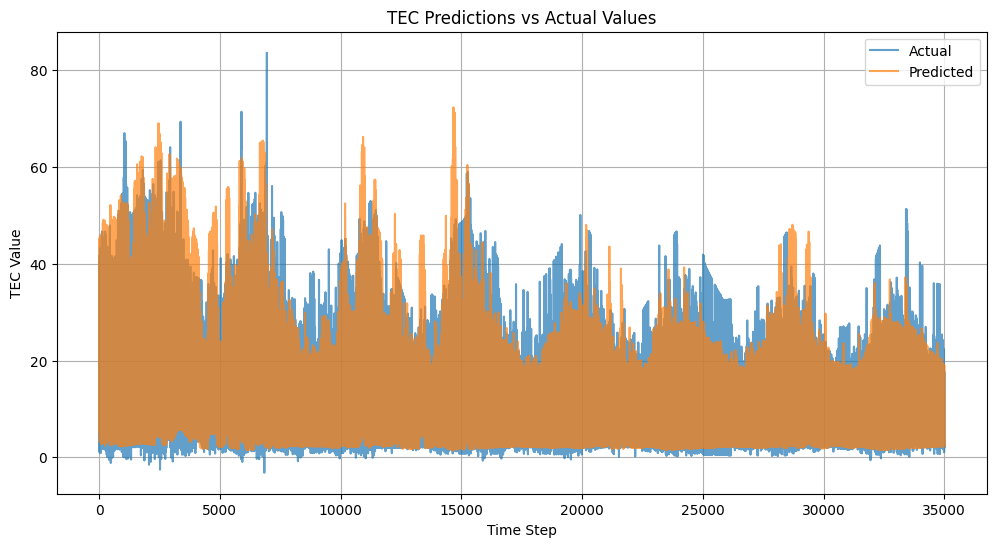 TEC Predictions vs Actual Values
Actual
Predicted
80
60
40
20
0
TEC Value
0 5000 10000 15000 20000 25000 30000 35000
Time Step